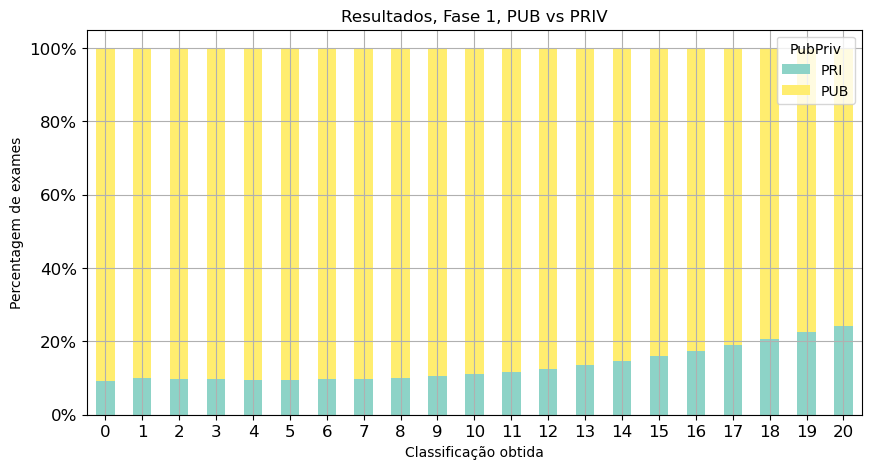 Resultados, Fase 1, PUB vs PRIV
PubPriv
PRI
PUB
Percentagem de exames
100%
80%
60%
40%
20%
0%
0 1 2 3 4 5 6 7 8 9 10 11 12 13 14 15 16 17 18 19 20
Classificação obtida